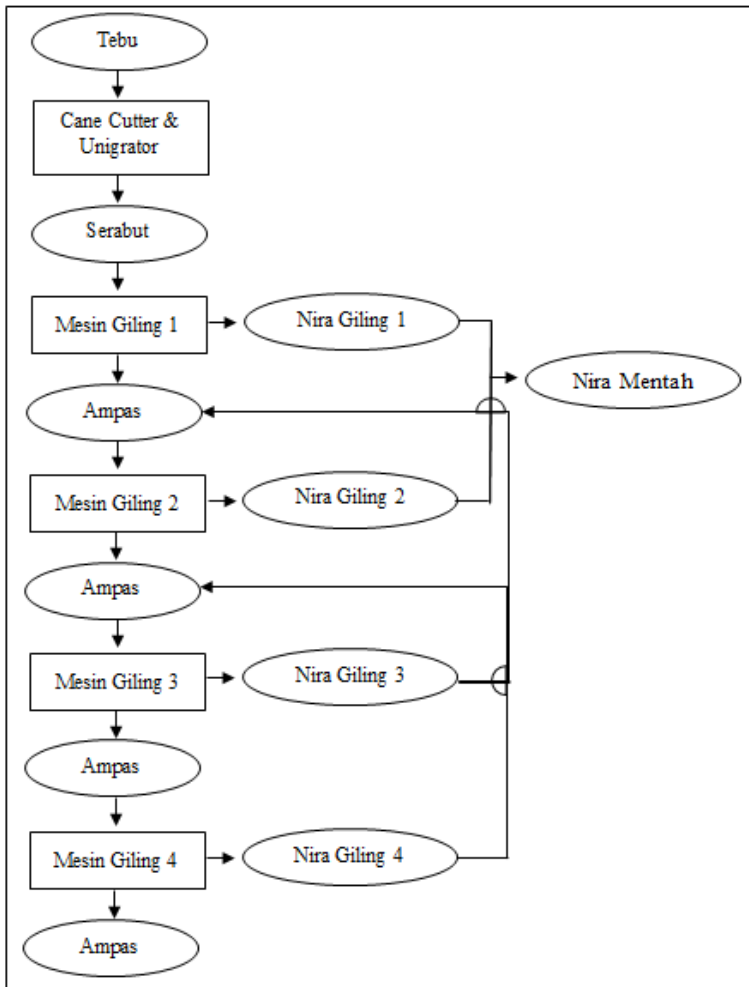 Tebu
Cane Cutter &
Unigrator
Serabut
Mesin Giling 1
Nira Giling 1
Nira Mentah
Ampas
Mesin Giling 2
Nira Giling 2
Ampas
Mesin Giling 3
Nira Giling 3
Ampas
Mesin Giling 4
Nira Giling 4
Ampas